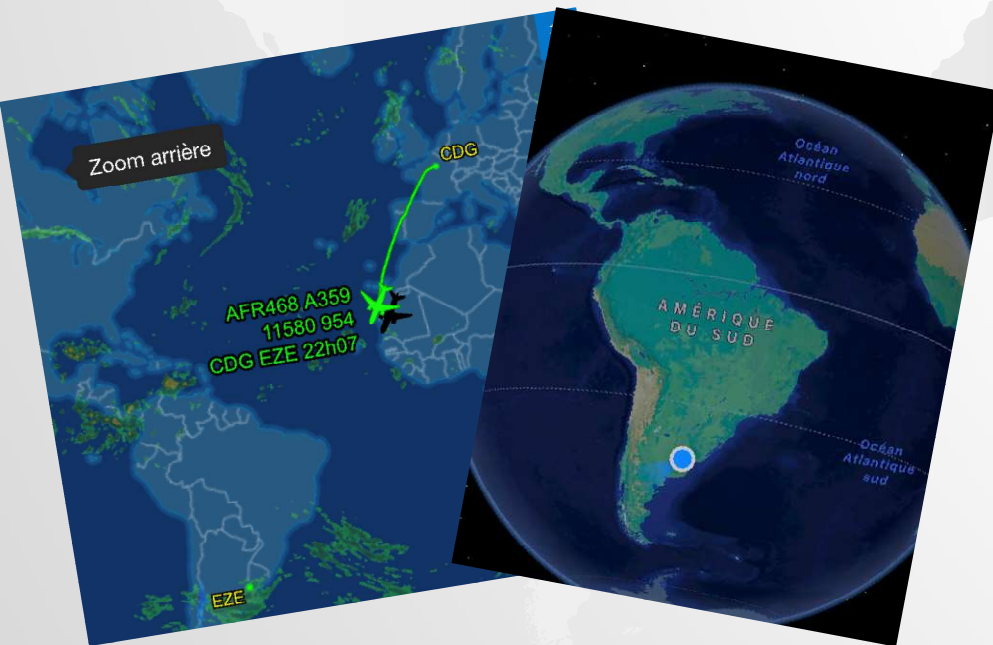 Zoom arrière
CDG
AFR468 A359
11580 954
CDG EZE 22h07
EZE
Océan
Atlantique
nord
AMÉRIQUE
DU SUD
Océan
Atlantique
sud